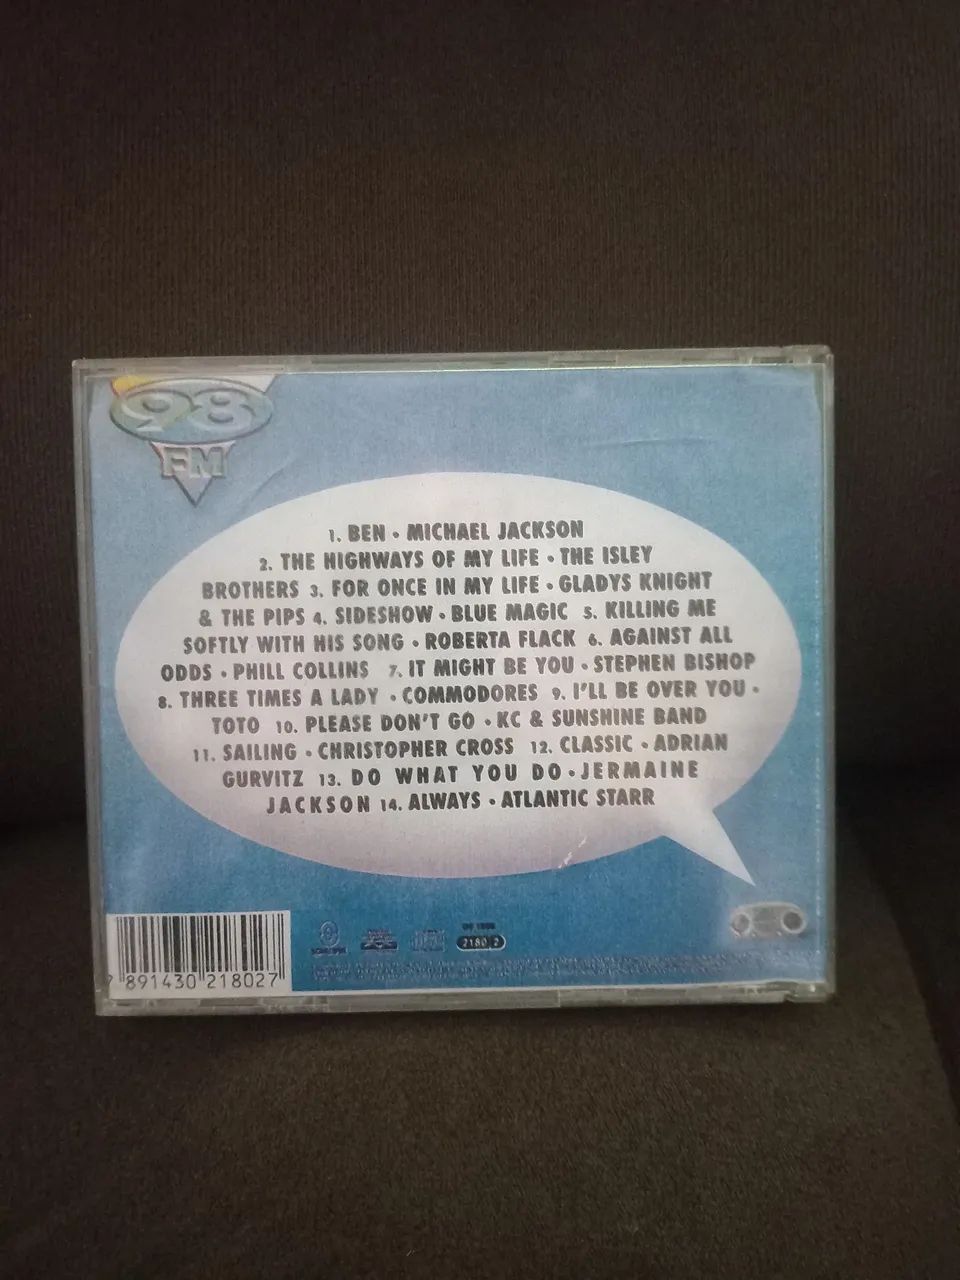 98
FM
1. BEN • MICHAEL JACKSON
2. THE HIGHWAYS OF MY LIFE • THE ISLEY
BROTHERS 3. FOR ONCE IN MY LIFE • GLADYS KNIGHT
& THE PIPS 4. SIDESHOW • BLUE MAGIC 5. KILLING ME
SOFTLY WITH HIS SONG • ROBERTA FLACK 6. AGAINST ALL
ODDS • PHILL COLLINS 7. IT MIGHT BE YOU • STEPHEN BISHOP
8. THREE TIMES A LADY • COMMODORES 9. I'LL BE OVER YOU •
TOTO 10. PLEASE DON'T GO • KC & SUNSHINE BAND
11. SAILING • CHRISTOPHER CROSS 12. CLASSIC • ADRIAN
GURVITZ 13. DO WHAT YOU DO • JERMAINE
JACKSON 14. ALWAYS • ATLANTIC STARR
2180-2
7 891430 218027